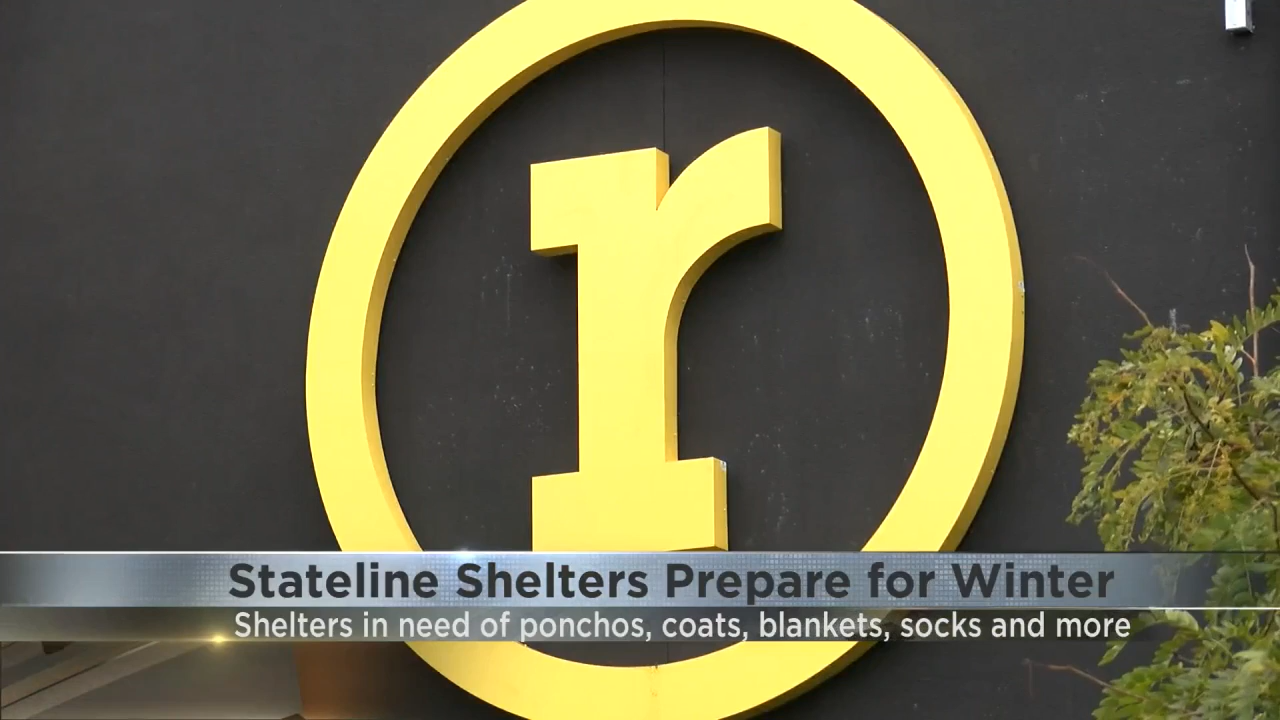 r
Stateline Shelters Prepare for Winter
Shelters in need of ponchos, coats, blankets, socks and more